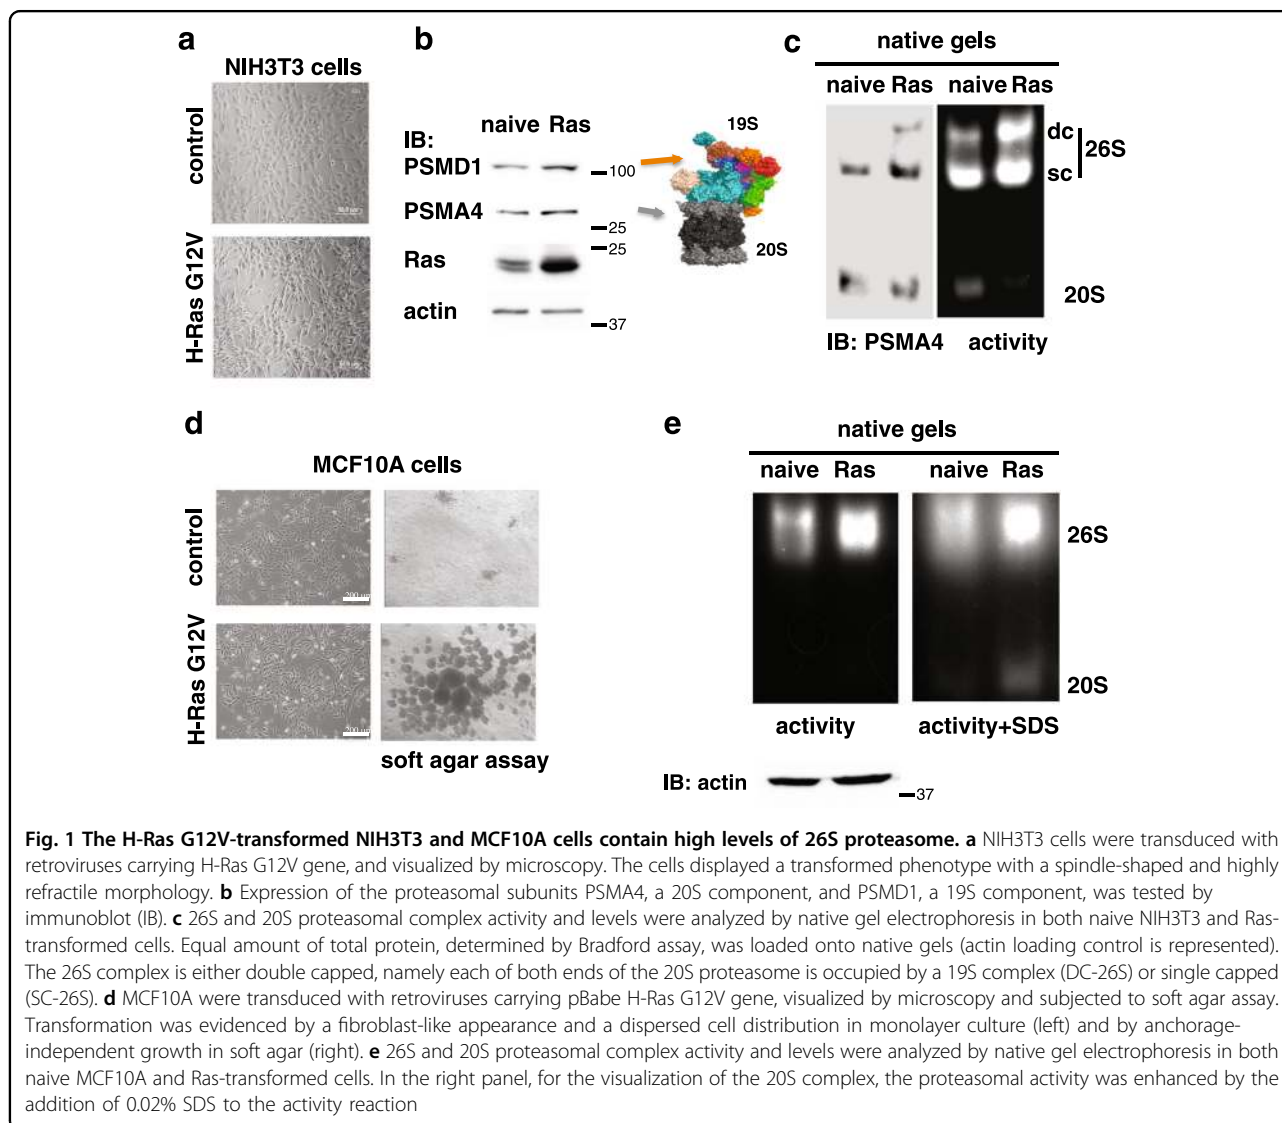 a
NIH3T3 cells
control
H-Ras G12V
b
naive Ras
IB:
PSMD1
100
PSMA4
25
25
Ras
actin
37
19S
20S
c
native gels
naive Ras
naive Ras
dc
26S
sc
20S
IB: PSMA4
activity
d
MCF10A cells
control
200 µm
H-Ras G12V
200 µm
soft agar assay
e
native gels
naive Ras
naive Ras
26S
20S
activity
activity+SDS
IB: actin
37
Fig. 1 The H-Ras G12V-transformed NIH3T3 and MCF10A cells contain high levels of 26S proteasome. a NIH3T3 cells were transduced with
retroviruses carrying H-Ras G12V gene, and visualized by microscopy. The cells displayed a transformed phenotype with a spindle-shaped and highly
refractile morphology. b Expression of the proteasomal subunits PSMA4, a 20S component, and PSMD1, a 19S component, was tested by
immunoblot (IB). c 26S and 20S proteasomal complex activity and levels were analyzed by native gel electrophoresis in both naive NIH3T3 and Ras-
transformed cells. Equal amount of total protein, determined by Bradford assay, was loaded onto native gels (actin loading control is represented).
The 26S complex is either double capped, namely each of both ends of the 20S proteasome is occupied by a 19S complex (DC-26S) or single capped
(SC-26S). d MCF10A were transduced with retroviruses carrying pBabe H-Ras G12V gene, visualized by microscopy and subjected to soft agar assay.
Transformation was evidenced by a fibroblast-like appearance and a dispersed cell distribution in monolayer culture (left) and by anchorage-
independent growth in soft agar (right). e 26S and 20S proteasomal complex activity and levels were analyzed by native gel electrophoresis in both
naive MCF10A and Ras-transformed cells. In the right panel, for the visualization of the 20S complex, the proteasomal activity was enhanced by the
addition of 0.02% SDS to the activity reaction